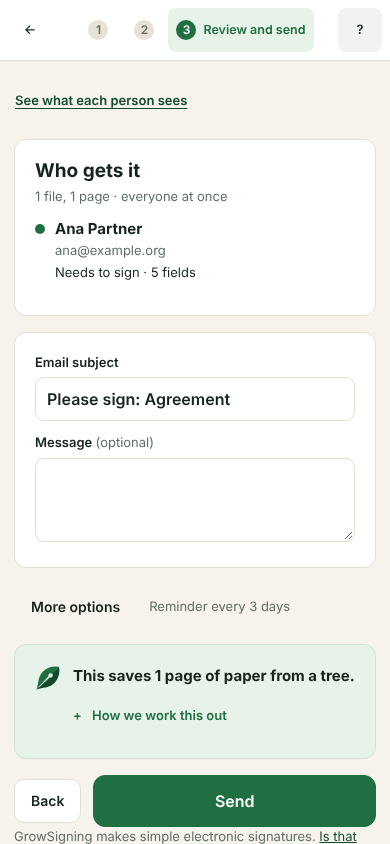 ←
1
2
3 Review and send
?
See what each person sees
Who gets it
1 file, 1 page · everyone at once
Ana Partner
ana@example.org
Needs to sign · 5 fields
Email subject
Please sign: Agreement
Message (optional)
More options Reminder every 3 days
This saves 1 page of paper from a tree.
+ How we work this out
Back Send
GrowSigning makes simple electronic signatures. Is that